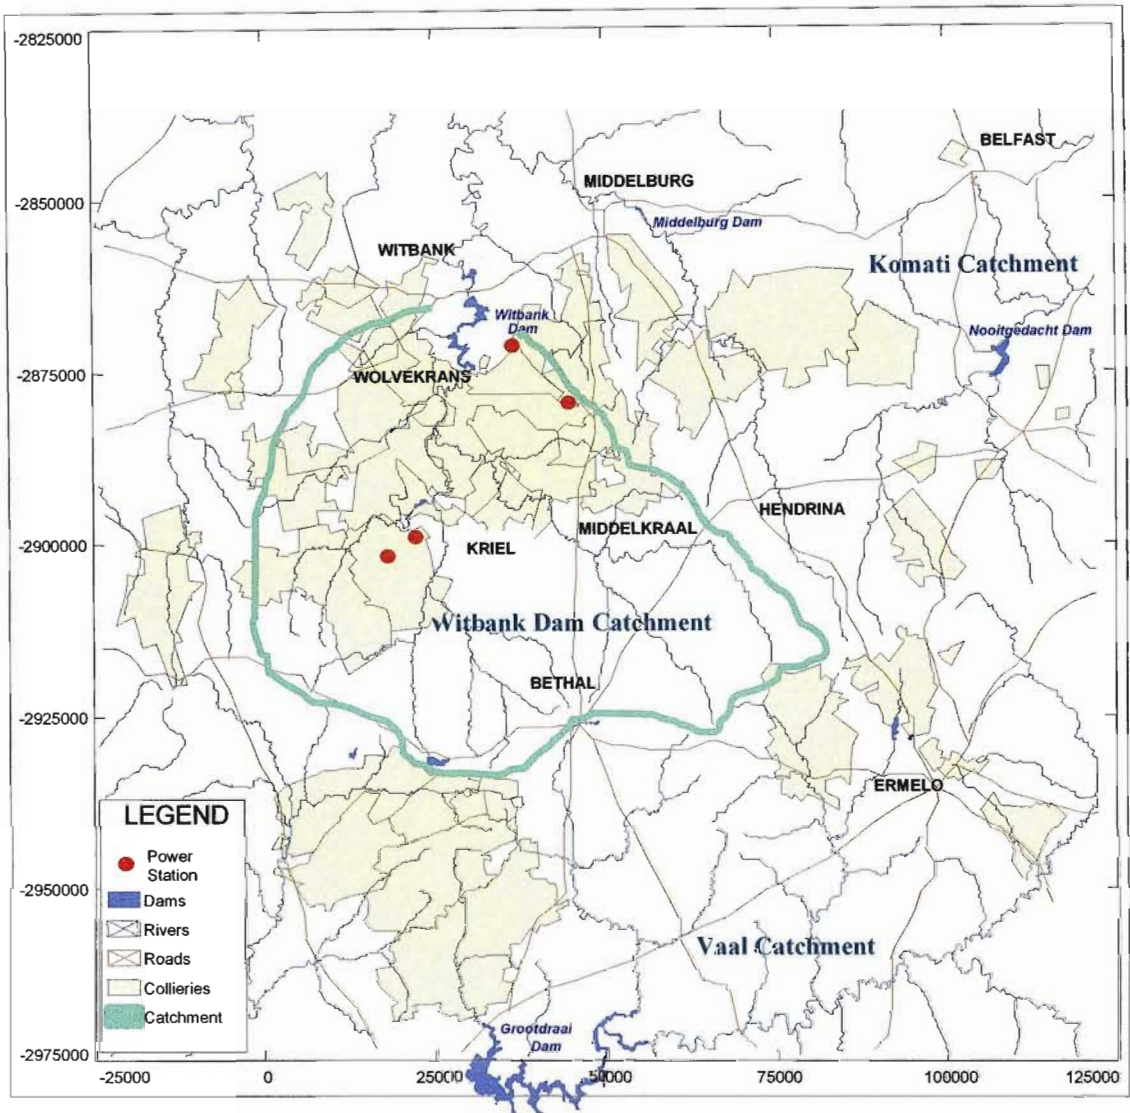 -2825000
BELFAST
MIDDELBURG
-2850000
Middelburg Dam
WITBANK
Komati Catchment
Witbank
Dam
Nooitgedacht Dam
-2875000
WOLVEKRANS
HENDRINA
MIDDELKRAAL
-2900000
KRIEL
Witbank Dam Catchment
BETHAL
-2925000
ERMELO
LEGEND
Power
Station
-2950000
Dams
Rivers
Roads
Collieries
Catchment
Vaal Catchment
Grootdraai
Dam
-2975000
-25000 0 25000 50000 75000 100000 125000